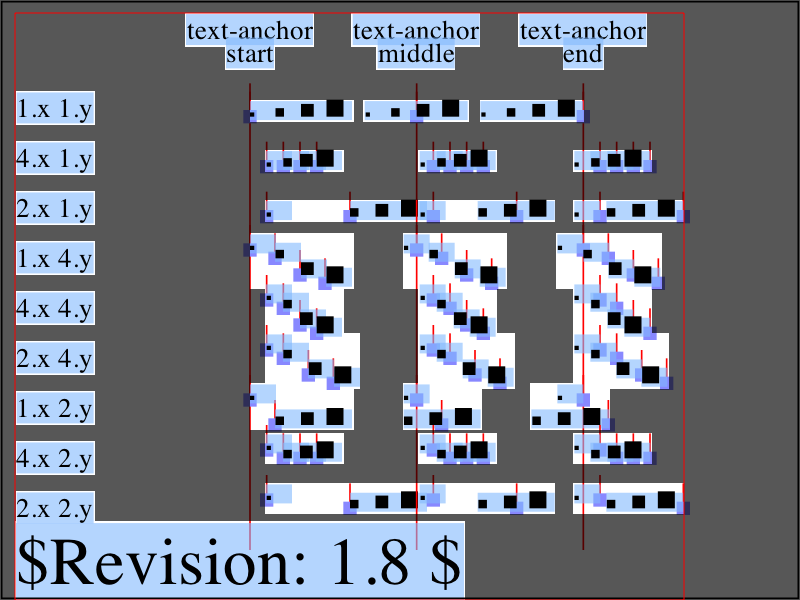 text-anchor text-anchor text-anchor
start middle end
1.x 1.y
4.x 1.y
2.x 1.y
1.x 4.y
4.x 4.y
2.x 4.y
1.x 2.y
4.x 2.y
2.x 2.y
$Revision: 1.8 $